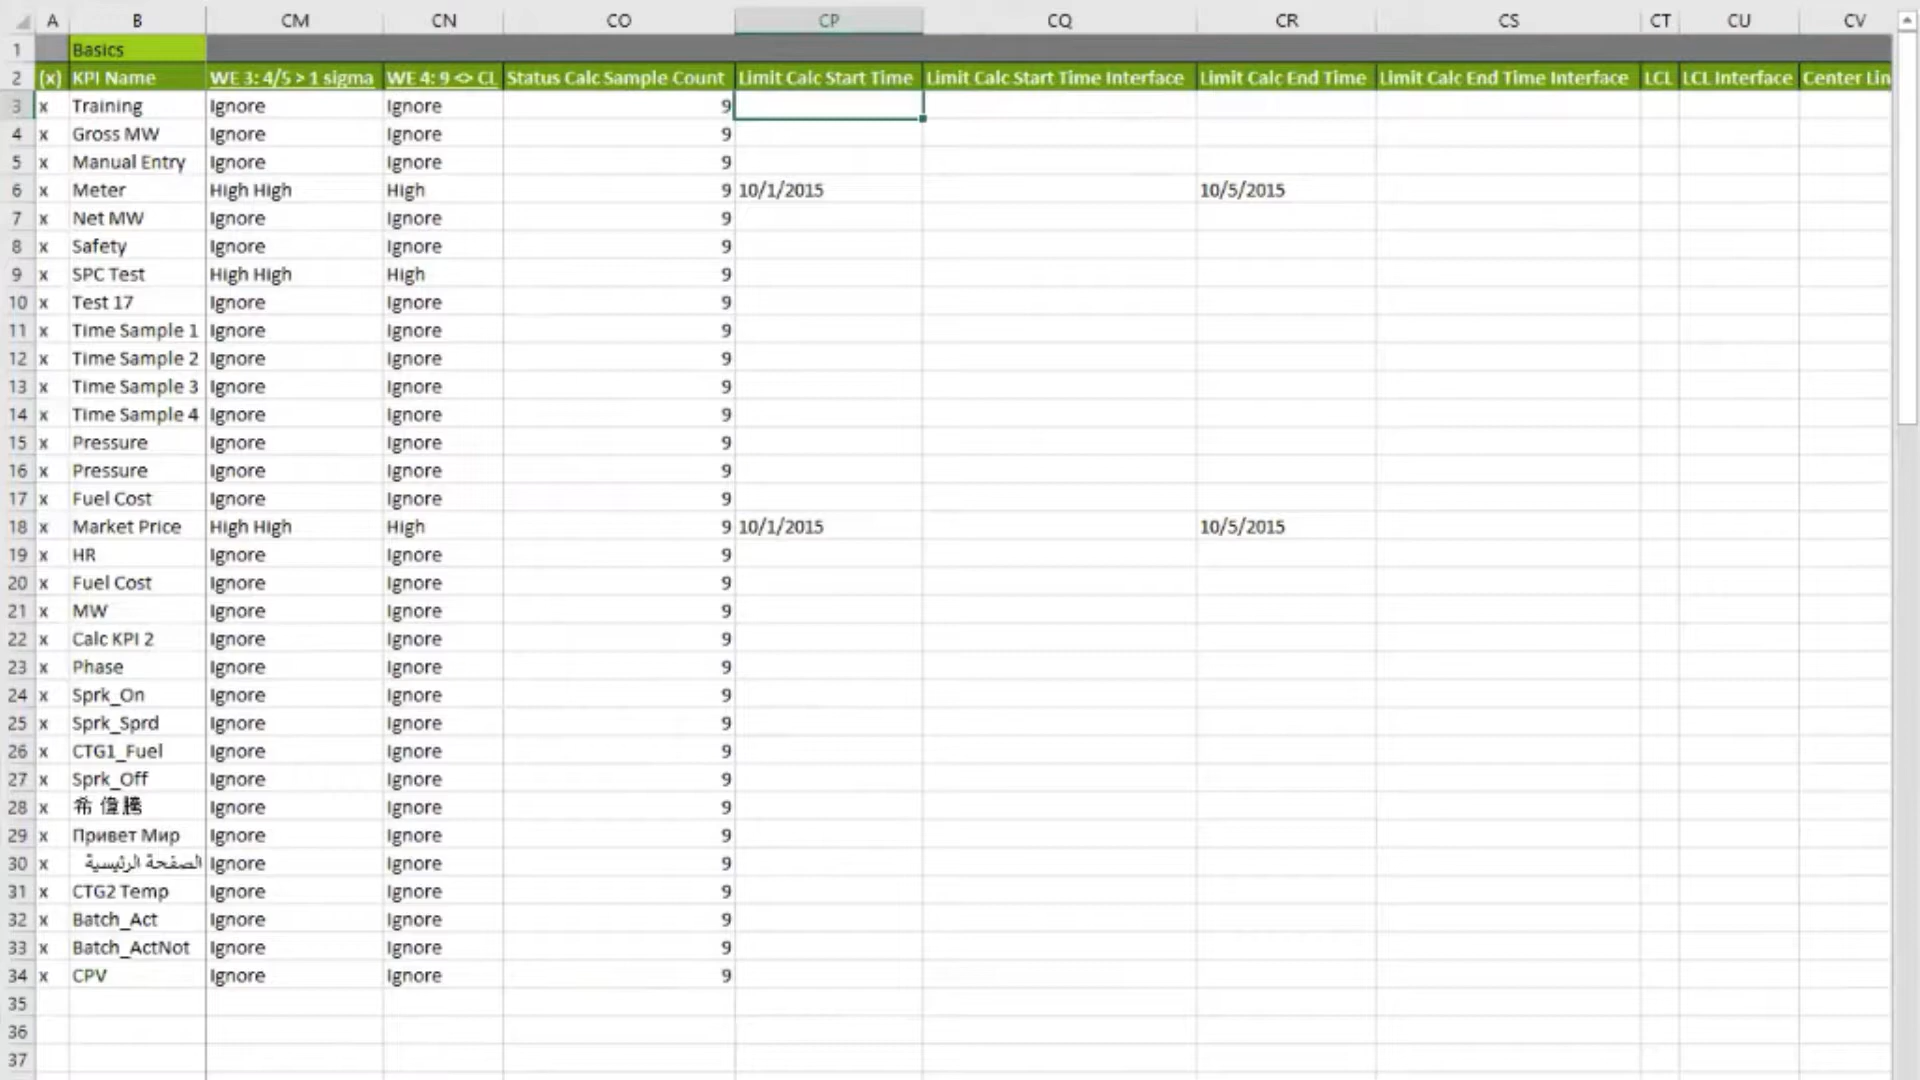 A B CM CN CO CP CQ CR CS CT CU CV
1 Basics
2 (x) KPI Name WE 3: 4/5 > 1 sigma WE 4: 9 <> CL Status Calc Sample Count Limit Calc Start Time Limit Calc Start Time Interface Limit Calc End Time Limit Calc End Time Interface LCL LCL Interface Center Lin
3 x Training Ignore Ignore 9
4 x Gross MW Ignore Ignore 9
5 x Manual Entry Ignore Ignore 9
6 x Meter High High High 9 10/1/2015 10/5/2015
7 x Net MW Ignore Ignore 9
8 x Safety Ignore Ignore 9
9 x SPC Test High High High 9
10 x Test 17 Ignore Ignore 9
11 x Time Sample 1 Ignore Ignore 9
12 x Time Sample 2 Ignore Ignore 9
13 x Time Sample 3 Ignore Ignore 9
14 x Time Sample 4 Ignore Ignore 9
15 x Pressure Ignore Ignore 9
16 x Pressure Ignore Ignore 9
17 x Fuel Cost Ignore Ignore 9
18 x Market Price High High High 9 10/1/2015 10/5/2015
19 x HR Ignore Ignore 9
20 x Fuel Cost Ignore Ignore 9
21 x MW Ignore Ignore 9
22 x Calc KPI 2 Ignore Ignore 9
23 x Phase Ignore Ignore 9
24 x Sprk_On Ignore Ignore 9
25 x Sprk_Sprd Ignore Ignore 9
26 x CTG1_Fuel Ignore Ignore 9
27 x Sprk_Off Ignore Ignore 9
28 x 希 偉騰 Ignore Ignore 9
29 x Привет Мир Ignore Ignore 9
30 x الصفحة الرئيسية Ignore Ignore 9
31 x CTG2 Temp Ignore Ignore 9
32 x Batch_Act Ignore Ignore 9
33 x Batch_ActNot Ignore Ignore 9
34 x CPV Ignore Ignore 9
35
36
37